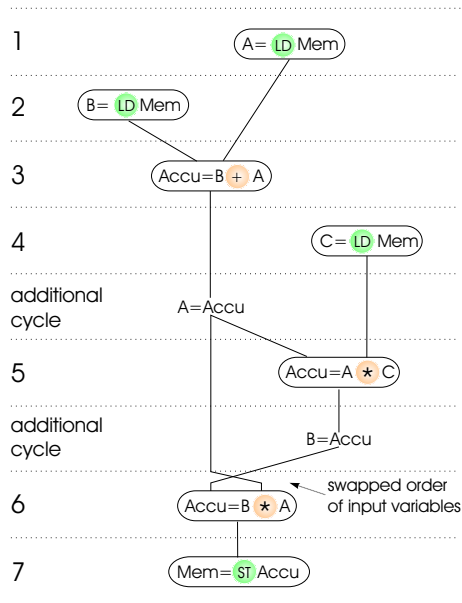 1
A= LD Mem
2
B= LD Mem
3
Accu=B + A
4
C= LD Mem
additional
cycle
A=Accu
5
Accu=A * C
additional
cycle
B=Accu
swapped order
of input variables
6
Accu=B * A
7
Mem= ST Accu